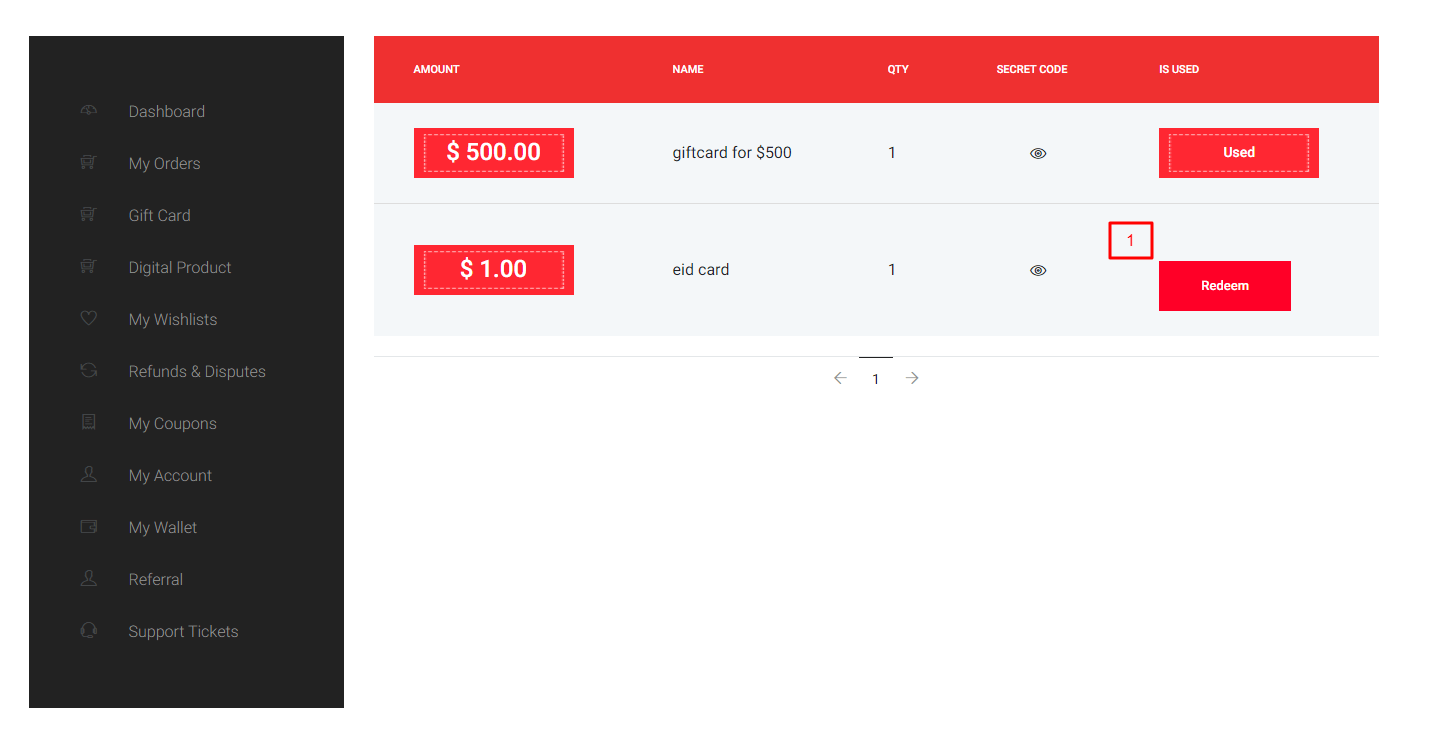 Dashboard
My Orders
Gift Card
Digital Product
My Wishlists
Refunds & Disputes
My Coupons
My Account
My Wallet
Referral
Support Tickets
AMOUNT NAME QTY SECRET CODE IS USED
$ 500.00 giftcard for $500 1 Used
1
$ 1.00 eid card 1 Redeem
1